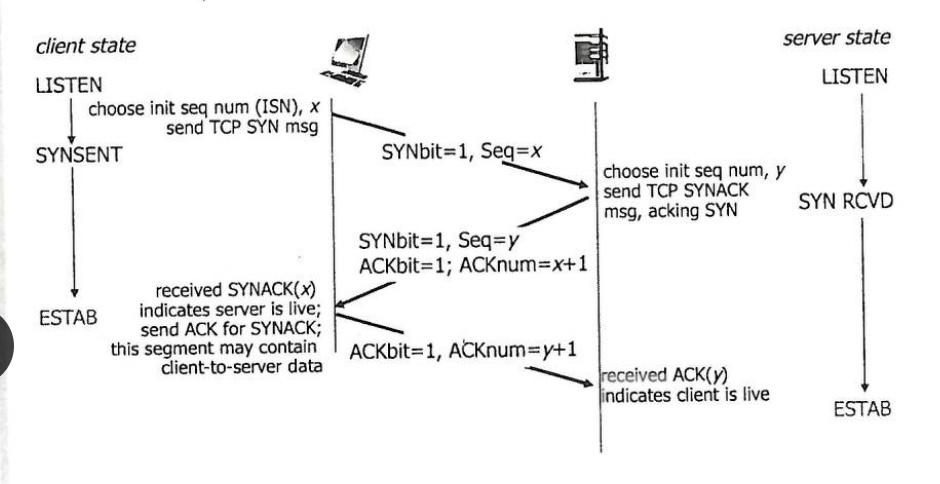 client state
server state
LISTEN
LISTEN
choose init seq num (ISN), x
send TCP SYN msg
SYNSENT
SYNbit=1, Seq=x
choose init seq num, y
send TCP SYNACK
msg, acking SYN
SYN RCVD
SYNbit=1, Seq=y
ACKbit=1; ACKnum=x+1
received SYNACK(x)
indicates server is live;
send ACK for SYNACK;
this segment may contain
client-to-server data
ESTAB
ACKbit=1, ACKnum=y+1
received ACK(y)
indicates client is live
ESTAB